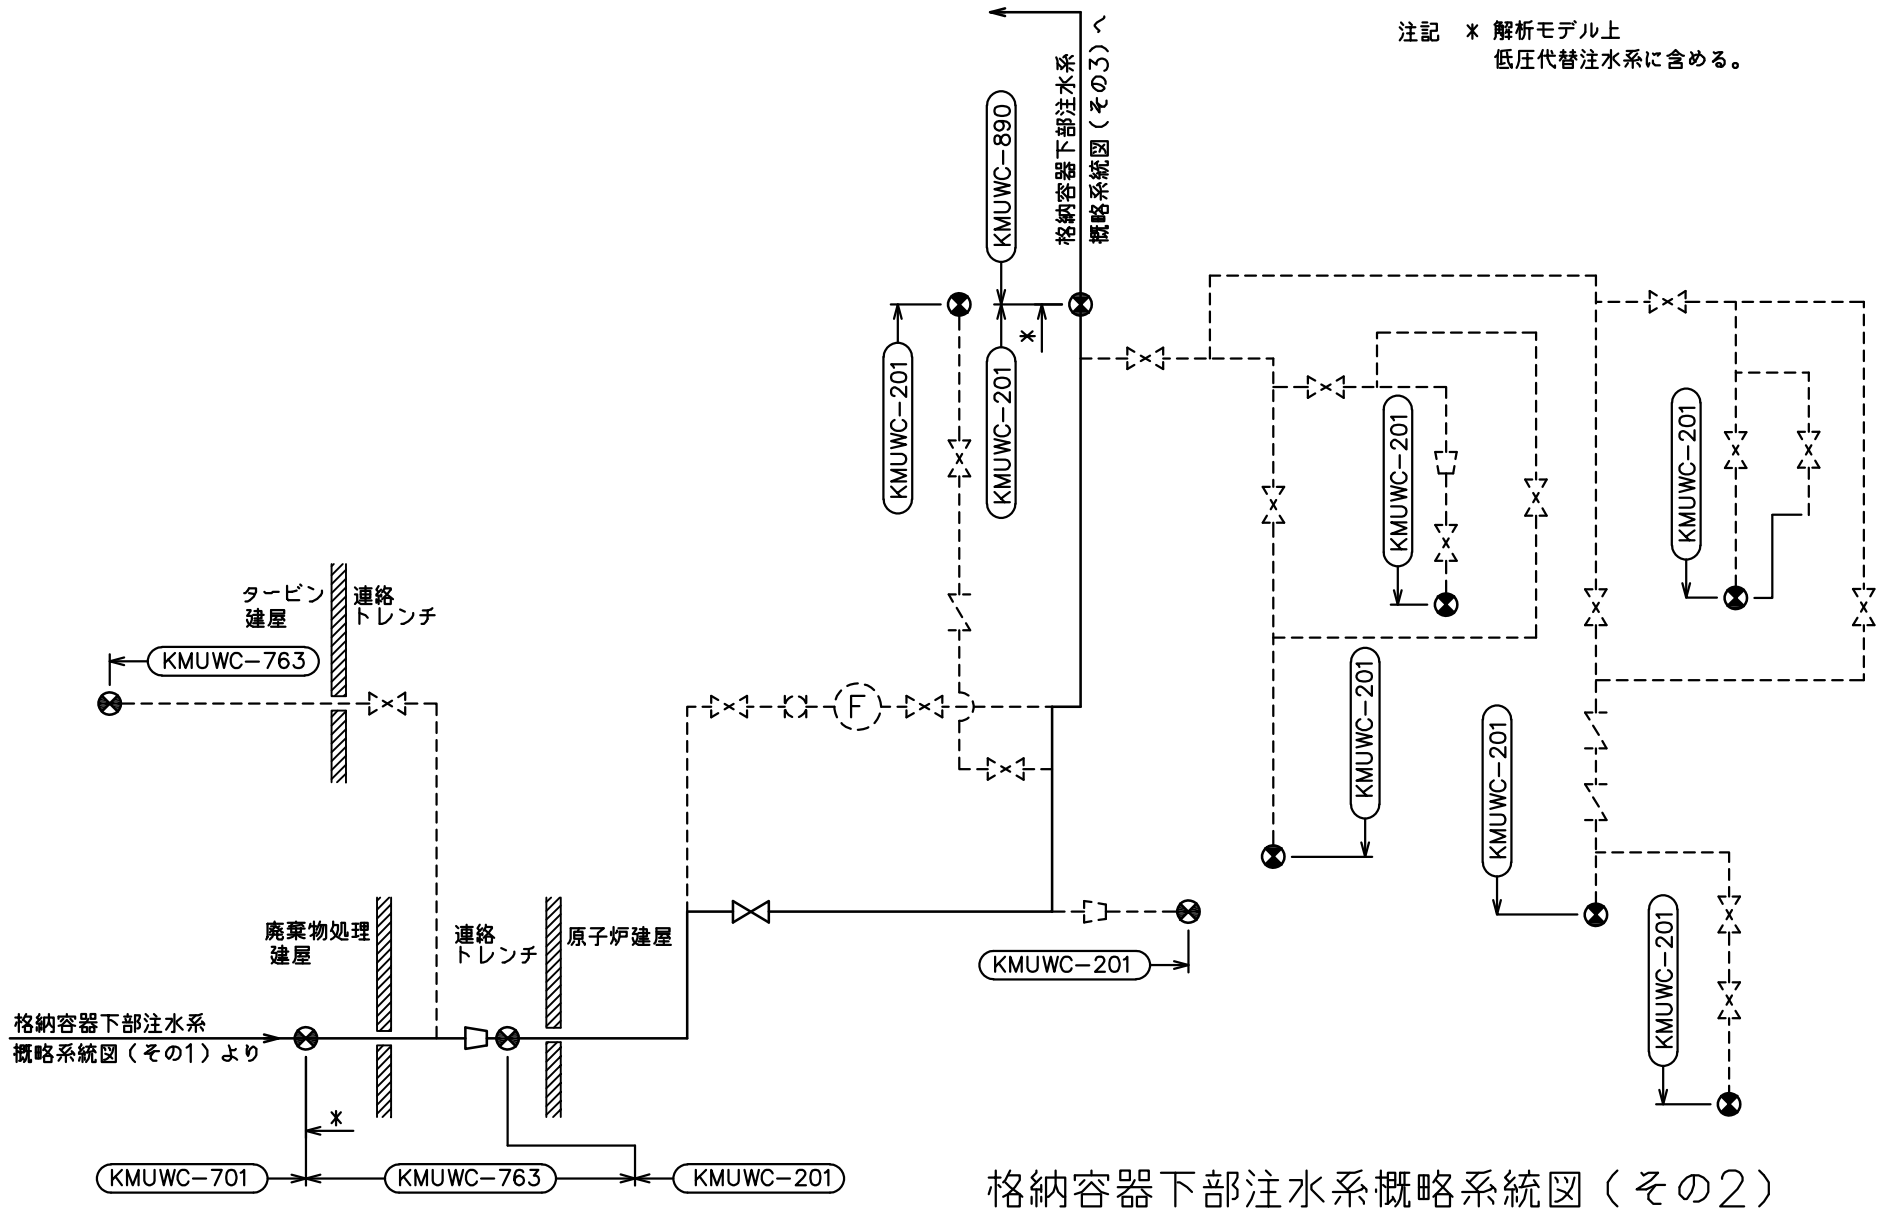 注記 * 解析モデル上
低圧代替注水系に含める。
格納容器下部注水系
概略系統図(その3)へ
KMUWC-890
KMUWC-201
KMUWC-201
*
KMUWC-201
KMUWC-201
KMUWC-201
KMUWC-201
KMUWC-201
タービン
建屋
連絡
トレンチ
KMUWC-763
F
廃棄物処理
建屋
連絡
トレンチ
原子炉建屋
KMUWC-201
格納容器下部注水系
概略系統図(その1)より
*
KMUWC-701
KMUWC-763
KMUWC-201
格納容器下部注水系概略系統図(その2)